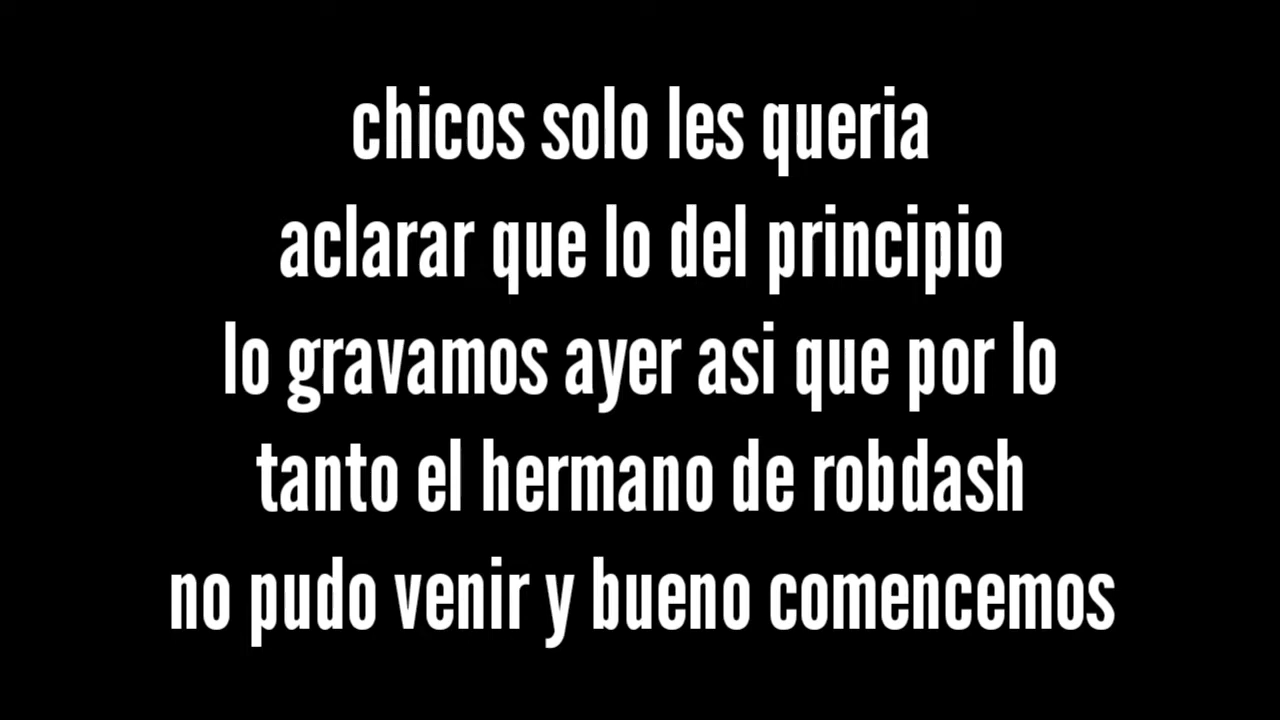 chicos solo les queria
aclarar que lo del principio
lo gravamos ayer asi que por lo
tanto el hermano de robdash
no pudo venir y bueno comencemos